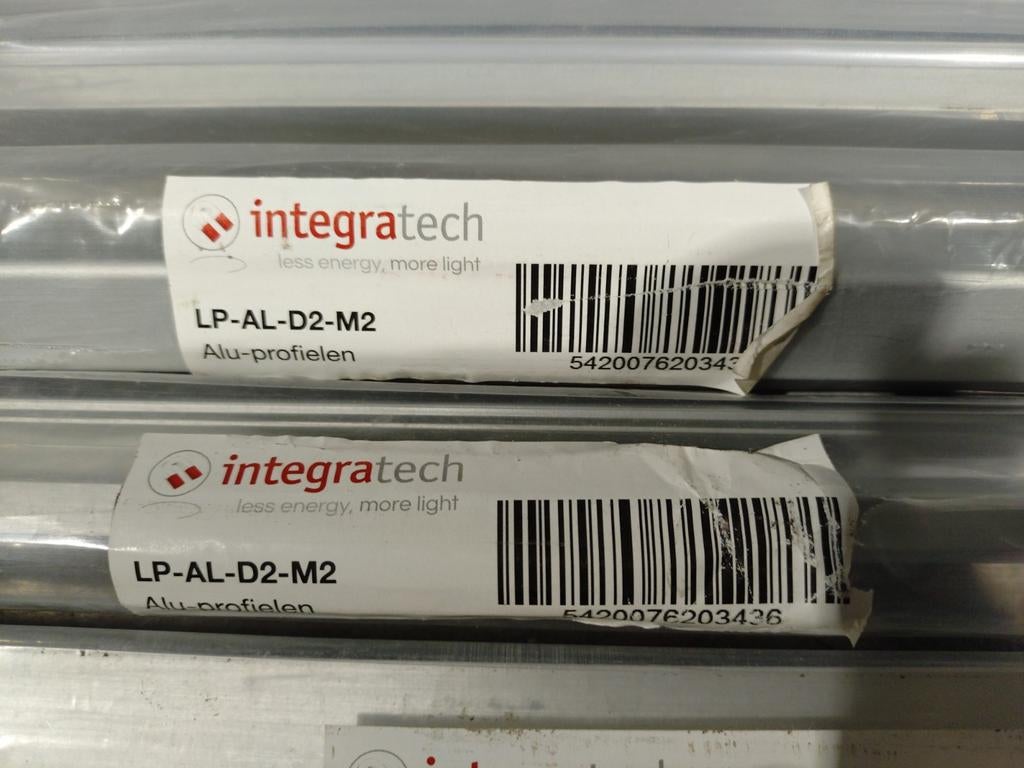 integratech
less energy, more light
LP-AL-D2-M2
Alu-profielen
integratech
less energy, more light
LP-AL-D2-M2
Alu-profielen
5420076203436